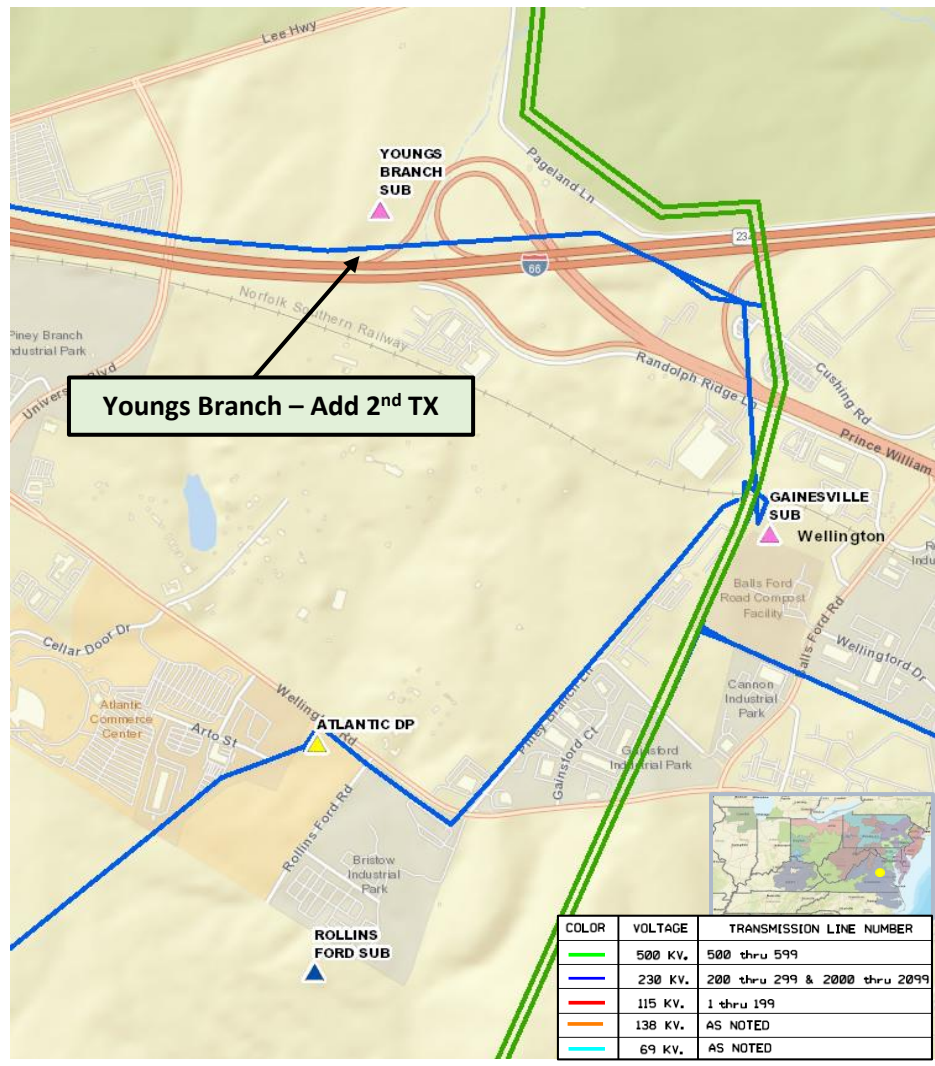 Lee Hwy
YOUNGS
BRANCH
SUB
Pageland Ln
234
66
Norfolk Southern Railway
Piney Branch
Industrial Park
University Blvd
Randolph Ridge Ln
Cushing Rd
Youngs Branch – Add 2nd TX
Prince William
GAINESVILLE
SUB
Wellington
Balls Ford
Road Compost
Facility
Balls Ford Rd
Wellingford Dr
Cellar Door Dr
Cannon
Industrial
Park
Atlantic
Commerce
Center
Arto St
Wellington Rd
ATLANTIC DP
Piney Branch Ln
Gainsford Ct
Gainsford
Industrial Park
Rollins Ford Rd
Bristow
Industrial
Park
ROLLINS
FORD SUB
COLOR VOLTAGE TRANSMISSION LINE NUMBER
500 KV. 500 thru 599
230 KV. 200 thru 299 & 2000 thru 2099
115 KV. 1 thru 199
138 KV. AS NOTED
69 KV. AS NOTED